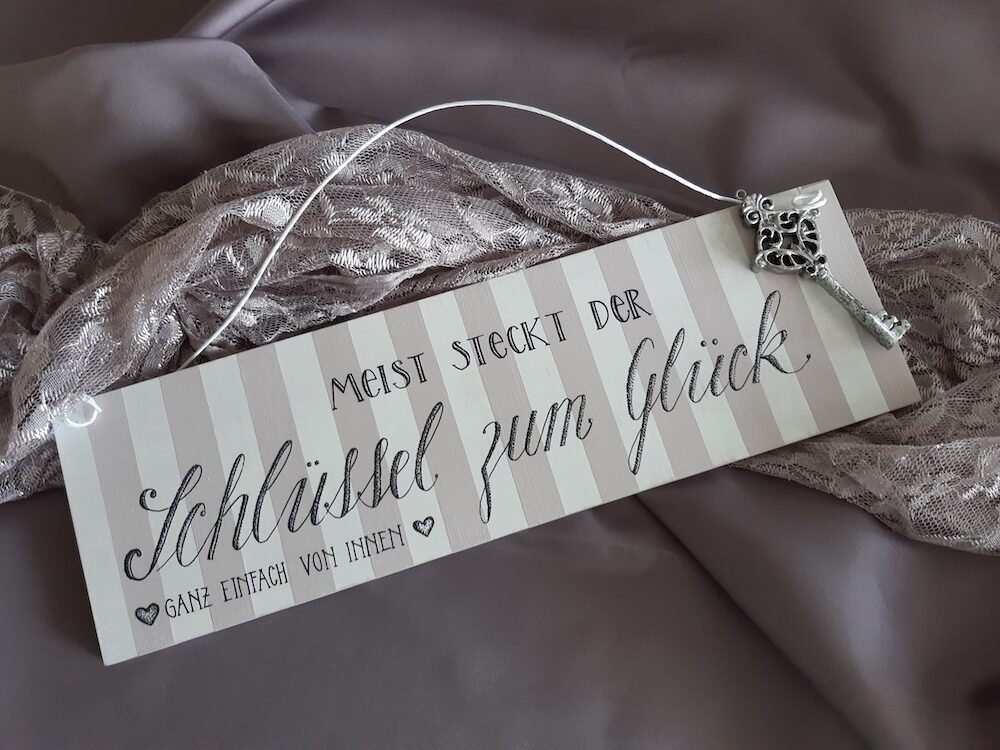 MEIST STECKT DER
Schlüssel zum Glück
♥ GANZ EINFACH VON INNEN ♥